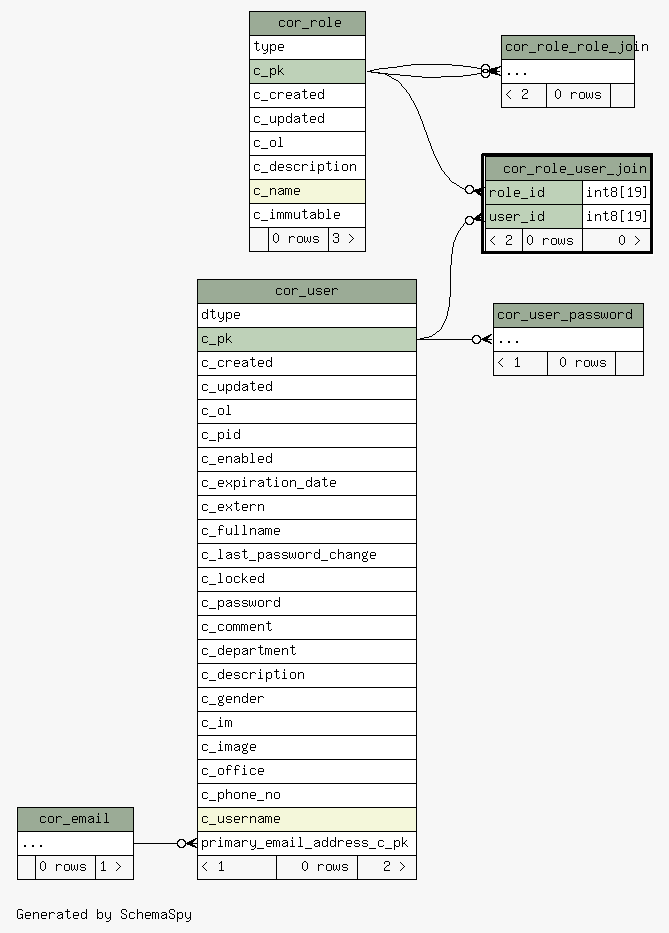 cor_role
type
c_pk
c_created
c_updated
c_ol
c_description
c_name
c_immutable
0 rows 3 >
cor_role_role_join
...
< 2 0 rows
cor_role_user_join
role_id int8[19]
user_id int8[19]
< 2 0 rows 0 >
cor_user
dtype
c_pk
c_created
c_updated
c_ol
c_pid
c_enabled
c_expiration_date
c_extern
c_fullname
c_last_password_change
c_locked
c_password
c_comment
c_department
c_description
c_gender
c_im
c_image
c_office
c_phone_no
c_username
primary_email_address_c_pk
< 1 0 rows 2 >
cor_user_password
...
< 1 0 rows
cor_email
...
0 rows 1 >
Generated by SchemaSpy